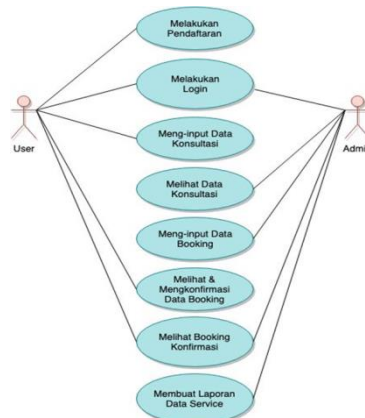 Melakukan
Pendaftaran
Melakukan
Login
User
Admi
Meng-input Data
Konsultasi
Melihat Data
Konsultasi
Meng-input Data
Booking
Melihat &
Mengkonfirmasi
Data Booking
Melihat Booking
Konfirmasi
Membuat Laporan
Data Service